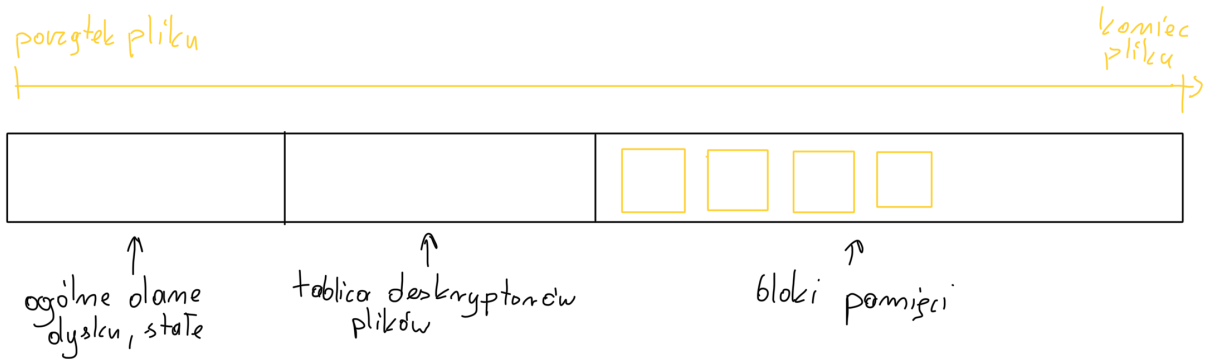 początek pliku
koniec
pliku
ogólne dane
dysku, stałe
tablica deskryptorów
plików
bloki pamięci